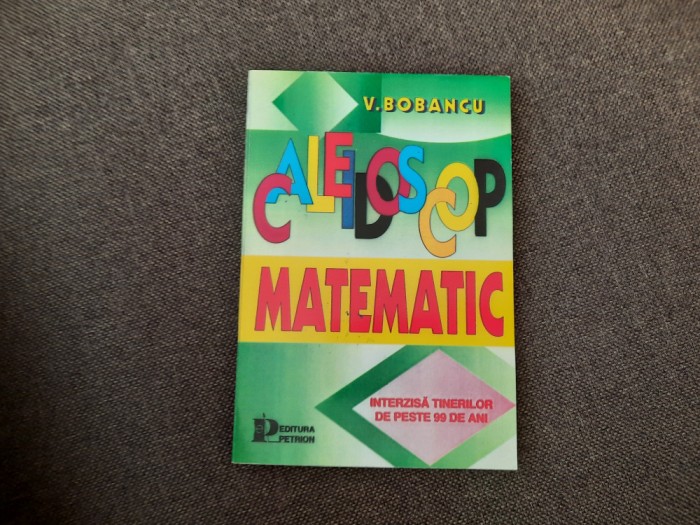 V. BOBANCU
CALEIDOSCOP
MATEMATIC
INTERZISĂ TINERILOR
DE PESTE 99 DE ANI
EDITURA
PETRION